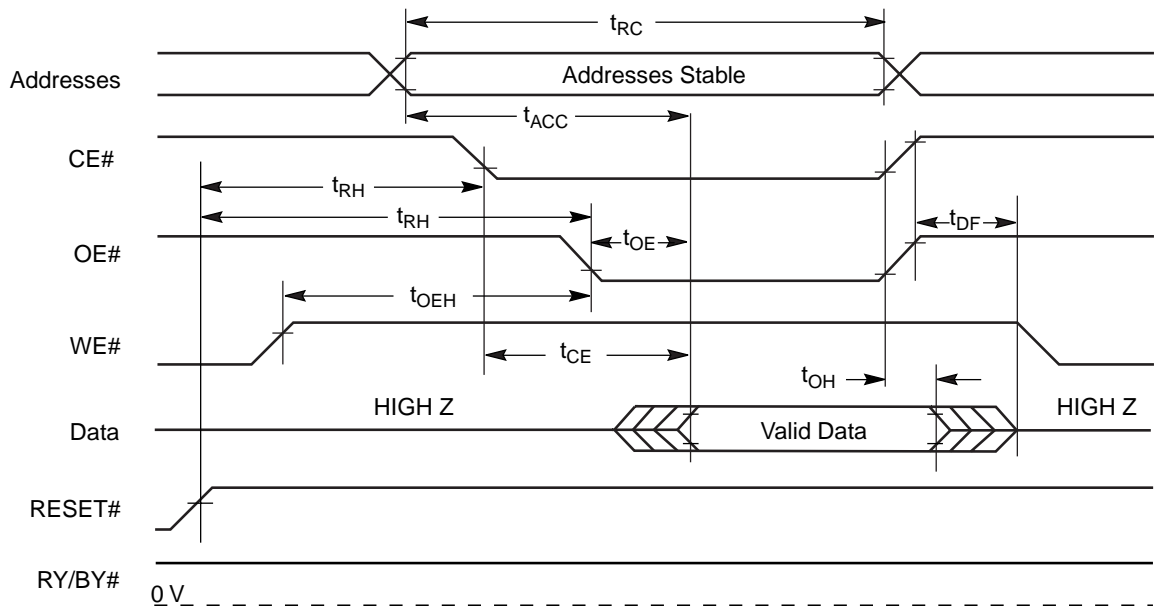 tRC
Addresses
Addresses Stable
tACC
CE#
tRH
tRH
tOE
tDF
OE#
tOEH
WE#
tCE
tOH
HIGH Z
HIGH Z
Data
Valid Data
RESET#
RY/BY#
0 V